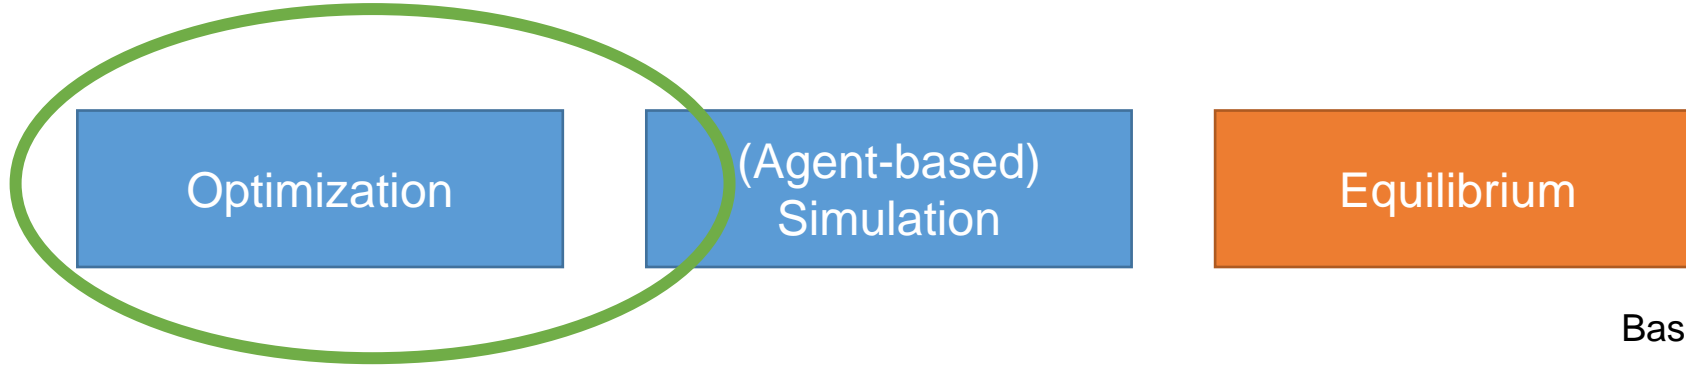 Optimization
(Agent-based)
Simulation
Equilibrium
Bas